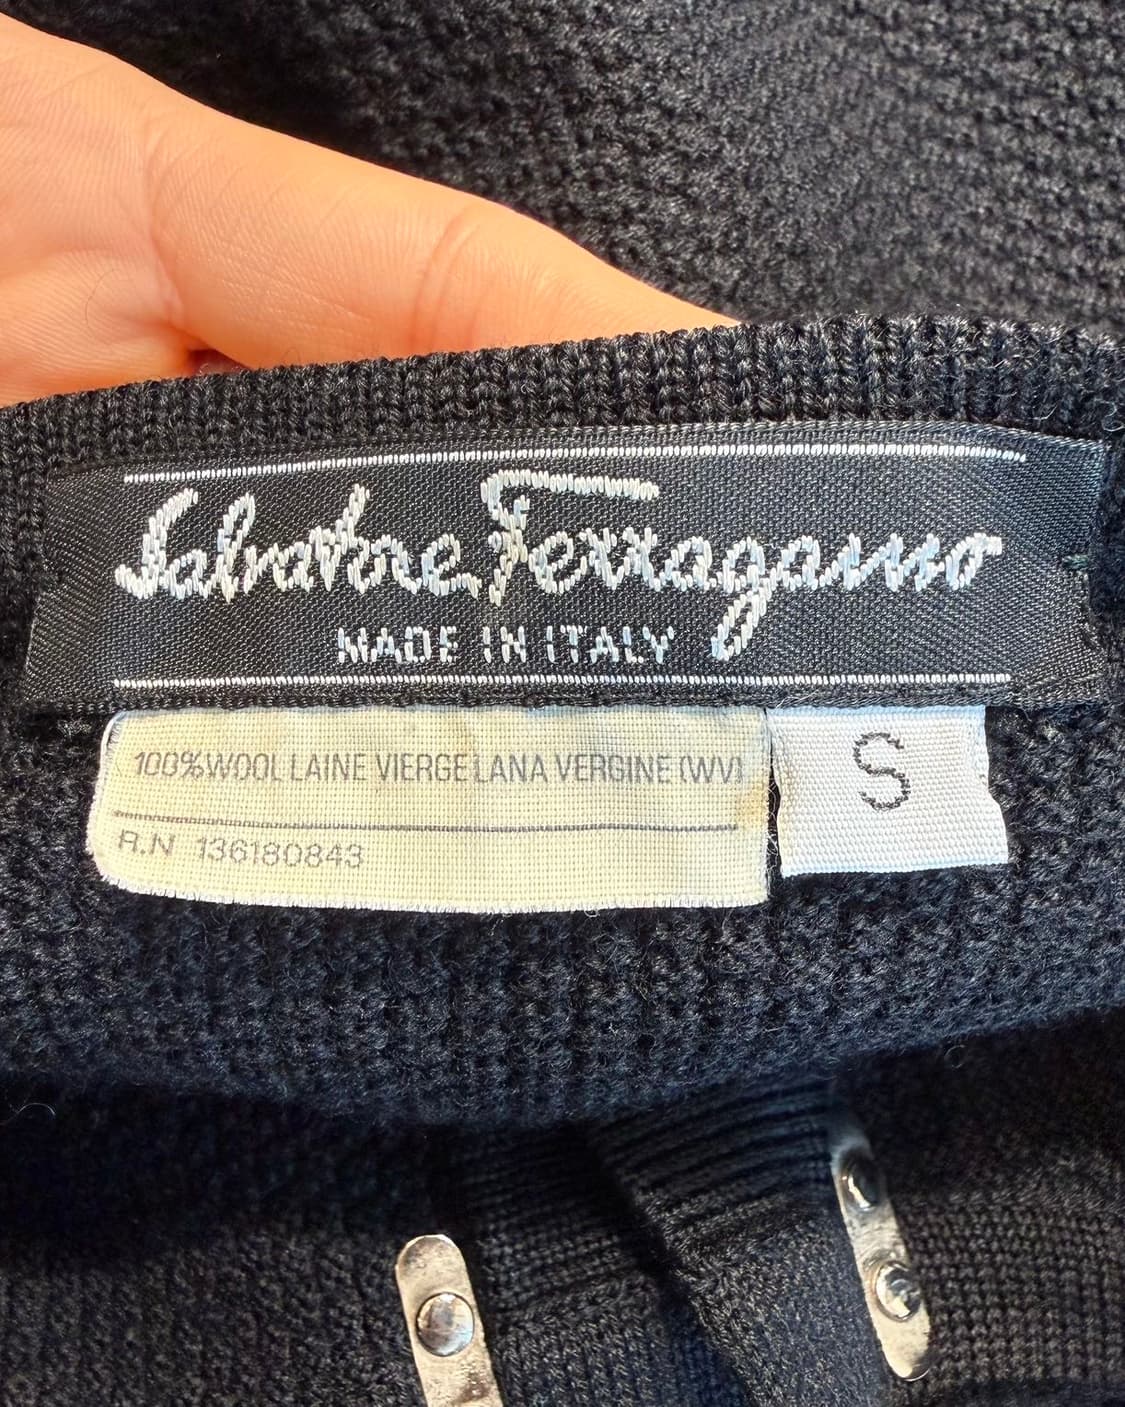 Salvatore Ferragamo
MADE IN ITALY
100%WOOL LAINE VIERGE LANA VERGINE (WV)
R.N 136180843
S